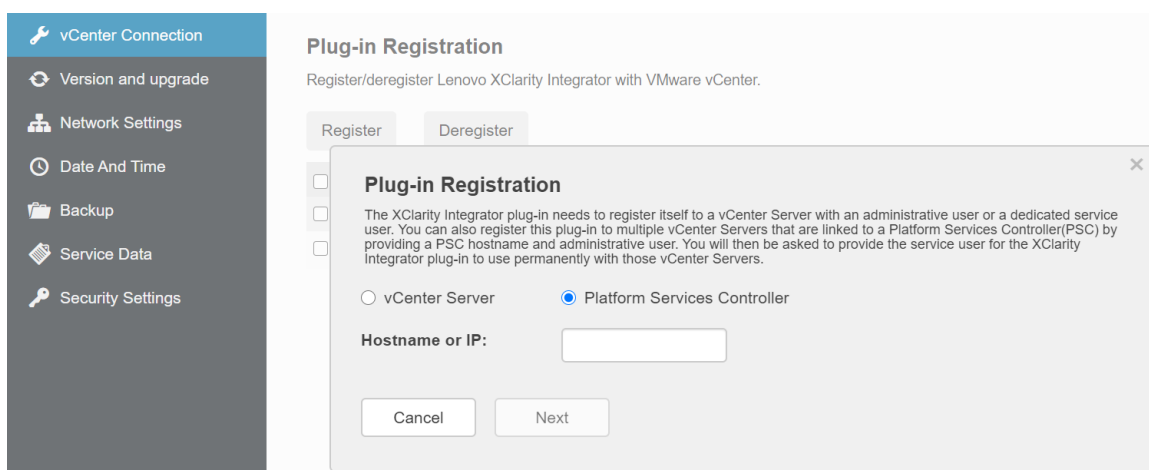 vCenter Connection
Version and upgrade
Network Settings
Date And Time
Backup
Service Data
Security Settings
Plug-in Registration
Register/deregister Lenovo XClarity Integrator with VMware vCenter.
Register Deregister
Plug-in Registration
The XClarity Integrator plug-in needs to register itself to a vCenter Server with an administrative user or a dedicated service
user. You can also register this plug-in to multiple vCenter Servers that are linked to a Platform Services Controller(PSC) by
providing a PSC hostname and administrative user. You will then be asked to provide the service user for the XClarity
Integrator plug-in to use permanently with those vCenter Servers.
vCenter Server Platform Services Controller
Hostname or IP:
Cancel Next